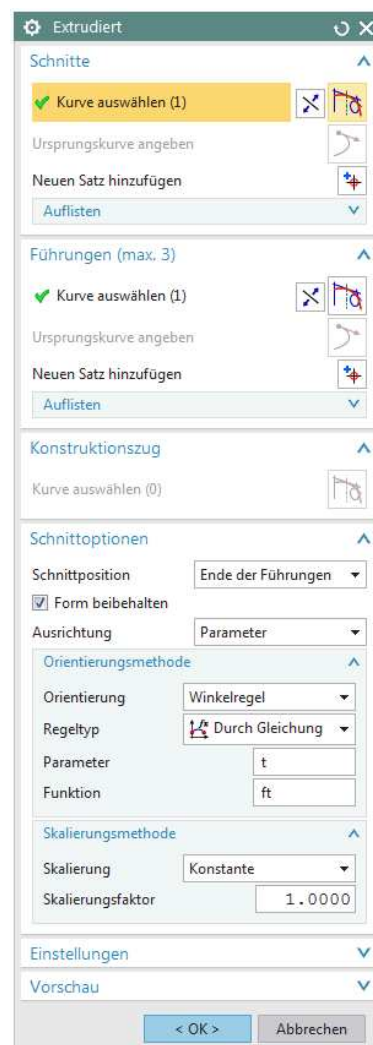 Extrudiert
Schnitte
Kurve auswählen (1)
Ursprungskurve angeben
Neuen Satz hinzufügen
Auflisten
Führungen (max. 3)
Kurve auswählen (1)
Ursprungskurve angeben
Neuen Satz hinzufügen
Auflisten
Konstruktionszug
Kurve auswählen (0)
Schnittoptionen
Schnittposition Ende der Führungen
Form beibehalten
Ausrichtung Parameter
Orientierungsmethode
Orientierung Winkelregel
Regeltyp Durch Gleichung
Parameter t
Funktion ft
Skalierungsmethode
Skalierung Konstante
Skalierungsfaktor 1.0000
Einstellungen
Vorschau
< OK > Abbrechen